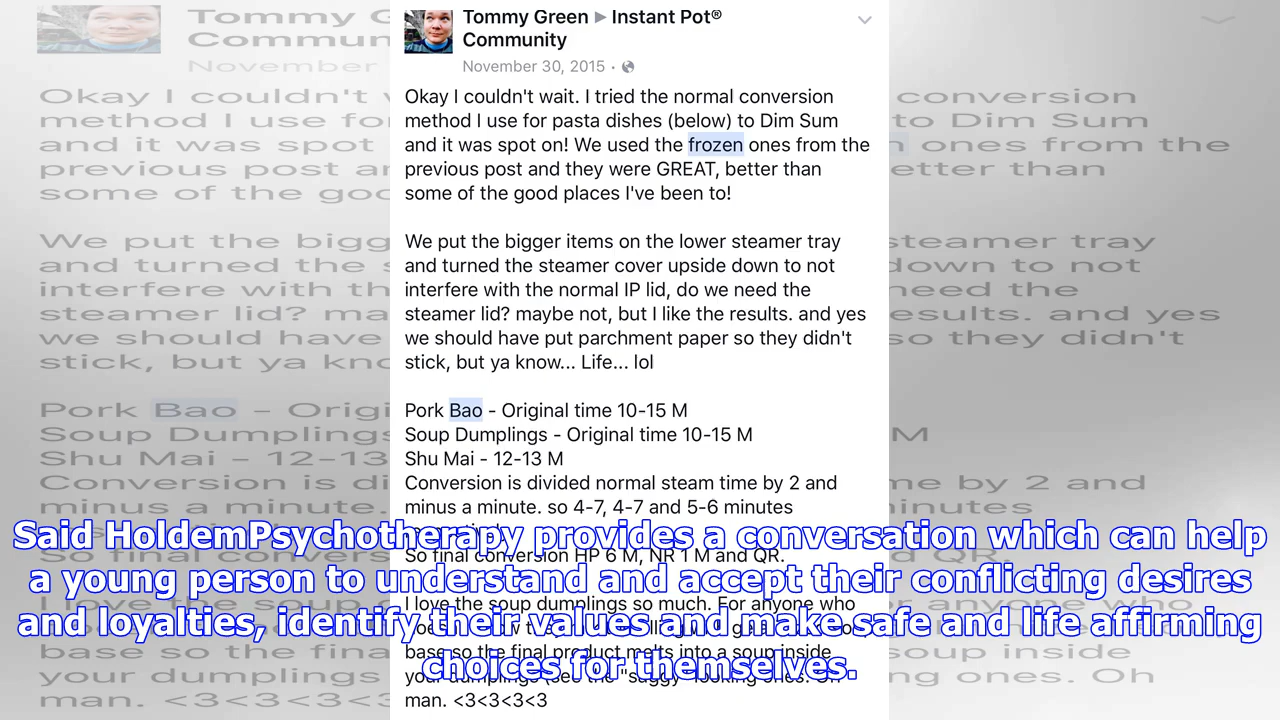 Tommy Green ▶ Instant Pot®
Community
November 30, 2015 ·
Okay I couldn't wait. I tried the normal conversion
method I use for pasta dishes (below) to Dim Sum
and it was spot on! We used the frozen ones from the
previous post and they were GREAT, better than
some of the good places I've been to!
We put the bigger items on the lower steamer tray
and turned the steamer cover upside down to not
interfere with the normal IP lid, do we need the
steamer lid? maybe not, but I like the results. and yes
we should have put parchment paper so they didn't
stick, but ya know... Life... lol
Pork Bao - Original time 10-15 M
Soup Dumplings - Original time 10-15 M
Shu Mai - 12-13 M
Conversion is divided normal steam time by 2 and
minus a minute. so 4-7, 4-7 and 5-6 minutes
So final conversion HP 6 M, NR 1 M and QR.
I love the soup dumplings so much. For anyone who
base so the final product melts into a soup inside
your dumplings (see the "saggy" looking ones. Oh
man. <3<3<3<3
Said HoldemPsychotherapy provides a conversation which can help
a young person to understand and accept their conflicting desires
and loyalties, identify their values and make safe and life affirming
choices for themselves.